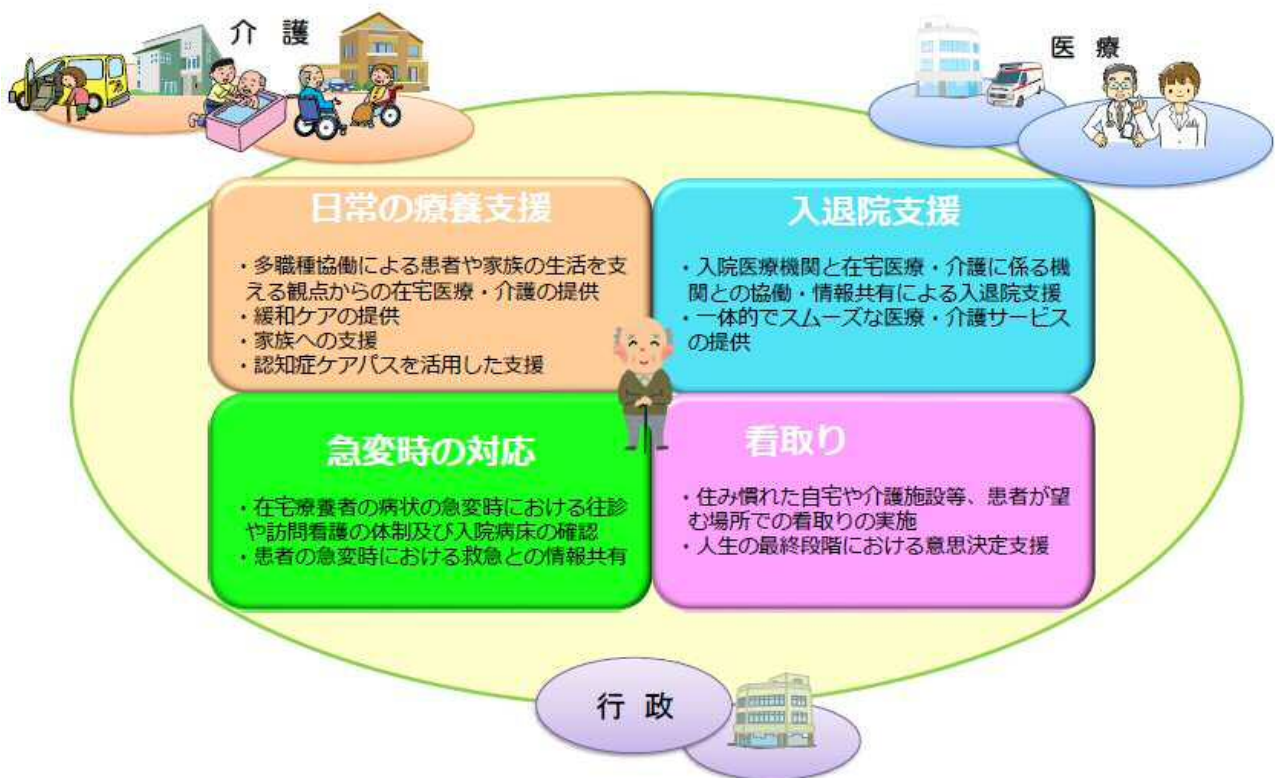 介 護
医 療
日常の療養支援
・多職種協働による患者や家族の生活を支
える観点からの在宅医療・介護の提供
・緩和ケアの提供
・家族への支援
・認知症ケアパスを活用した支援
入退院支援
・入院医療機関と在宅医療・介護に係る機
関との協働・情報共有による入退院支援
・一体的でスムーズな医療・介護サービス
の提供
急変時の対応
・在宅療養者の病状の急変時における往診
や訪問看護の体制及び入院病床の確認
・患者の急変時における救急との情報共有
看取り
・住み慣れた自宅や介護施設等、患者が望
む場所での看取りの実施
・人生の最終段階における意思決定支援
行 政